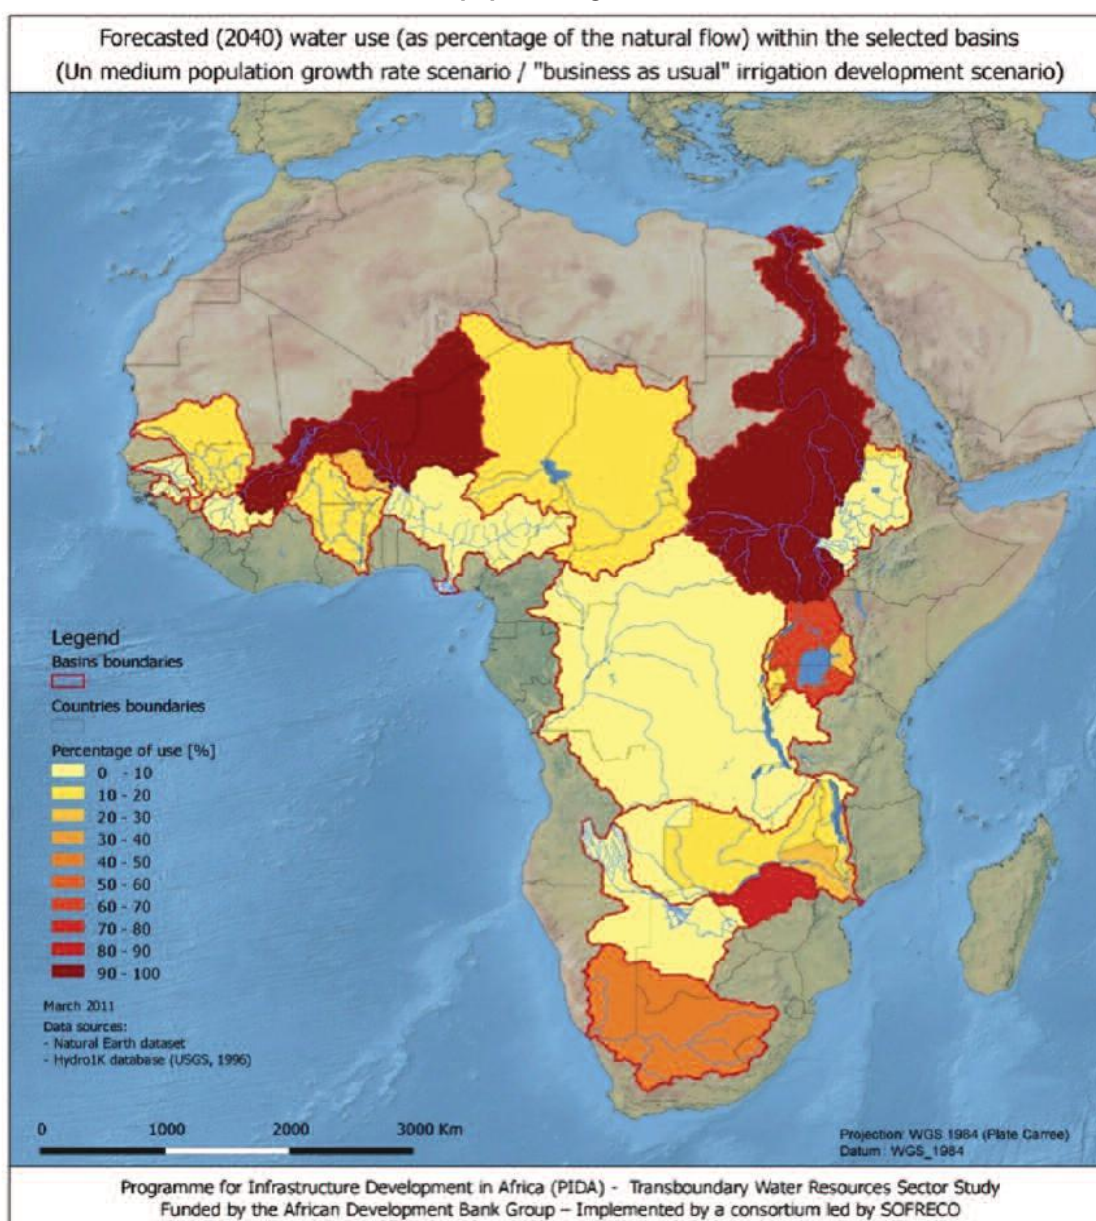 Forecasted (2040) water use (as percentage of the natural flow) within the selected basins
(Un medium population growth rate scenario / "business as usual" irrigation development scenario)
Legend
Basins boundaries
Countries boundaries
Percentage of use [%]
0 - 10
10 - 20
20 - 30
30 - 40
40 - 50
50 - 60
60 - 70
70 - 80
80 - 90
90 - 100
March 2011
Data sources:
- Natural Earth dataset
- Hydro1K database (USGS, 1996)
0 1000 2000 3000 Km
Projection: WGS 1984 (Plate Carree)
Datum : WGS_1984
Programme for Infrastructure Development in Africa (PIDA) - Transboundary Water Resources Sector Study
Funded by the African Development Bank Group – Implemented by a consortium led by SOFRECO